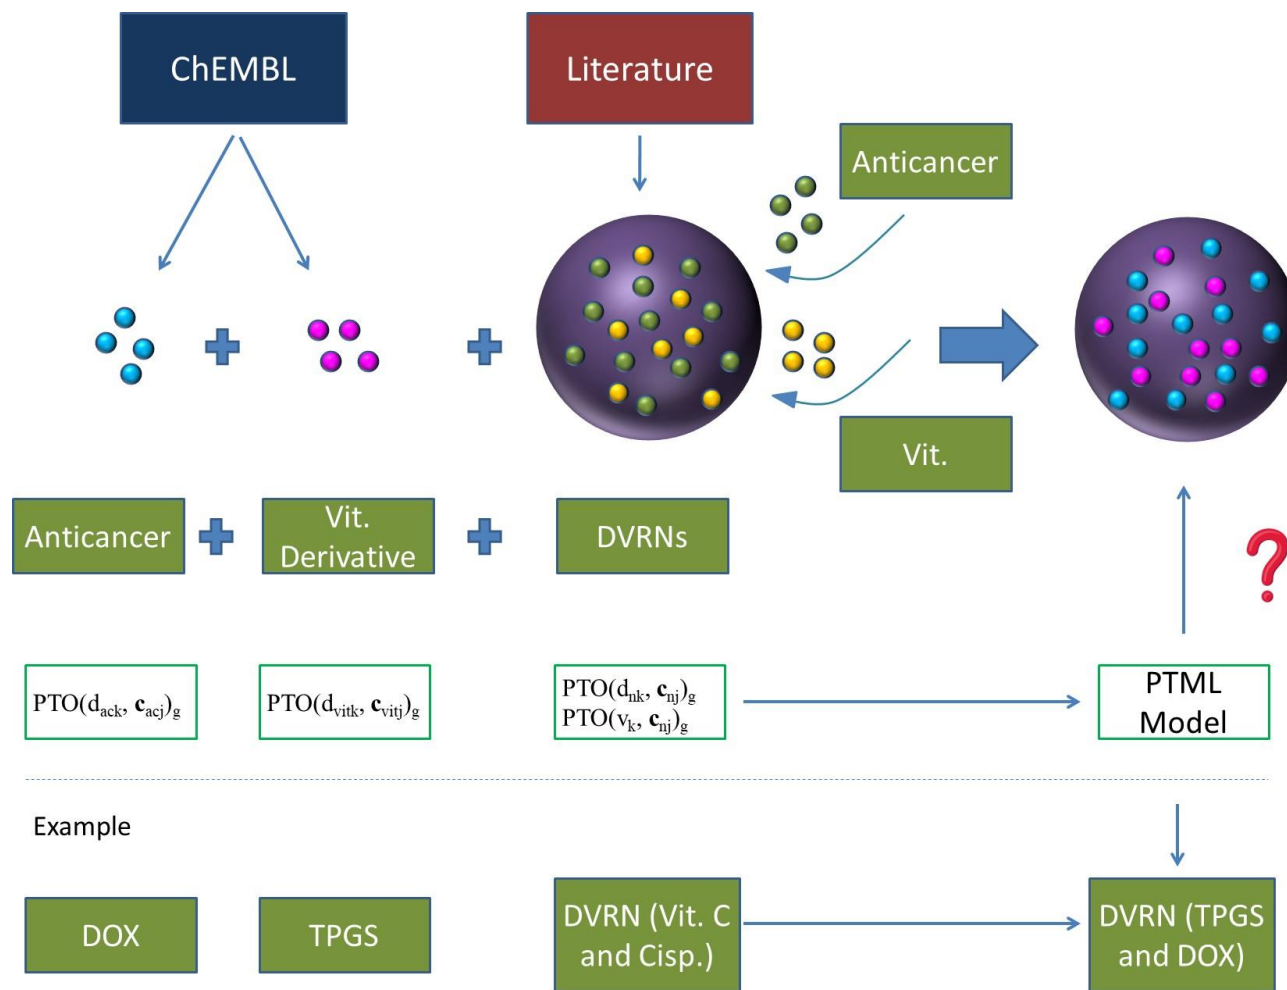 ChEMBL
Literature
Anticancer
Vit.
Anticancer
Vit.
Derivative
DVRNs
?
PTO(dack, cacj)g
PTO(dvitk, cvitj)g
PTO(dnk, cnj)g
PTO(vk, cnj)g
PTML
Model
Example
DOX
TPGS
DVRN (Vit. C
and Cisp.)
DVRN (TPGS
and DOX)